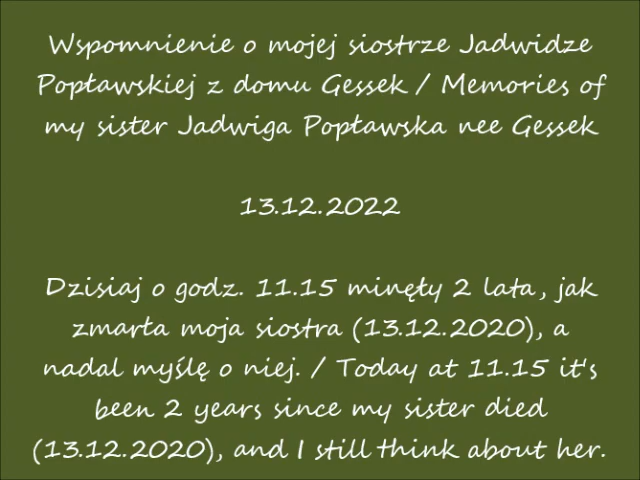 Wspomnienie o mojej siostrze Jadwidze
Popławskiej z domu Gessek / Memories of
my sister Jadwiga Popławska nee Gessek
13.12.2022
Dzisiaj o godz. 11.15 minęły 2 lata, jak
zmarła moja siostra (13.12.2020), a
nadal myślę o niej. / Today at 11.15 it's
been 2 years since my sister died
(13.12.2020), and I still think about her.